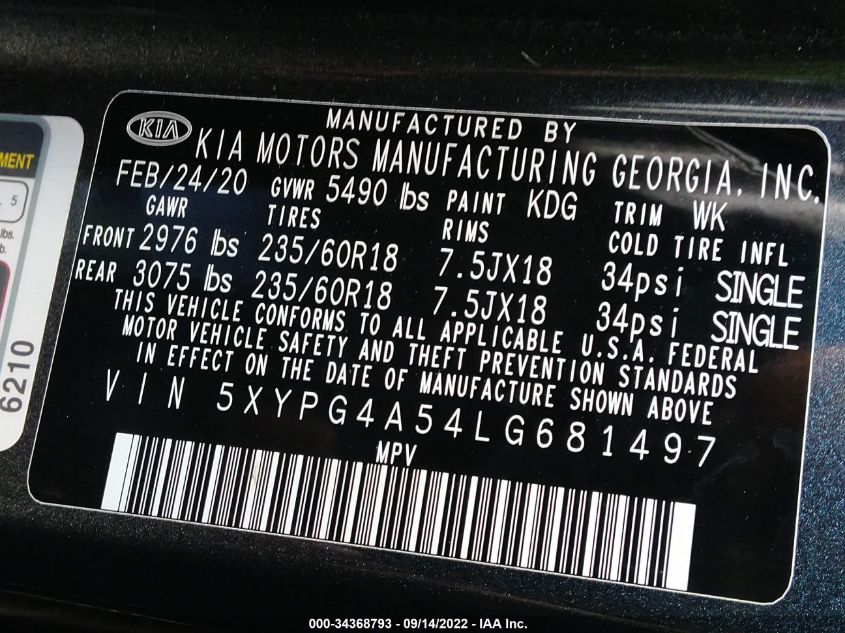 MANUFACTURED BY
KIA KIA MOTORS MANUFACTURING GEORGIA, INC.
FEB/24/20 GVWR 5490 lbs PAINT KDG TRIM WK
GAWR TIRES RIMS COLD TIRE INFL
FRONT 2976 lbs 235/60R18 7.5JX18 34psi SINGLE
REAR 3075 lbs 235/60R18 7.5JX18 34psi SINGLE
THIS VEHICLE CONFORMS TO ALL APPLICABLE U.S.A. FEDERAL
MOTOR VEHICLE SAFETY AND THEFT PREVENTION STANDARDS
IN EFFECT ON THE DATE OF MANUFACTURE SHOWN ABOVE
VIN 5XYPG4A54LG681497
MPV
5
lbs.
6210
000-34368793 - 09/14/2022 - IAA Inc.